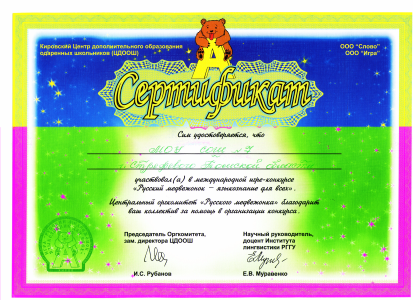 Кировский Центр дополнительного образования
одаренных школьников (ЦДООШ)
ООО "Слово"
ООО "Игра"
А
Сертификат
Сим удостоверяется, что
МОУ СОШ №7
участвовал(а) в международной игре-конкурсе
«Русский медвежонок – языкознание для всех».
Центральный оргкомитет «Русского медвежонка» благодарит
ваш коллектив за помощь в организации конкурса.
Председатель Оргкомитета,
зам. директора ЦДООШ
И.С. Рубанов
Научный руководитель,
доцент Института
лингвистики РГГУ
Е.В. Муравенко